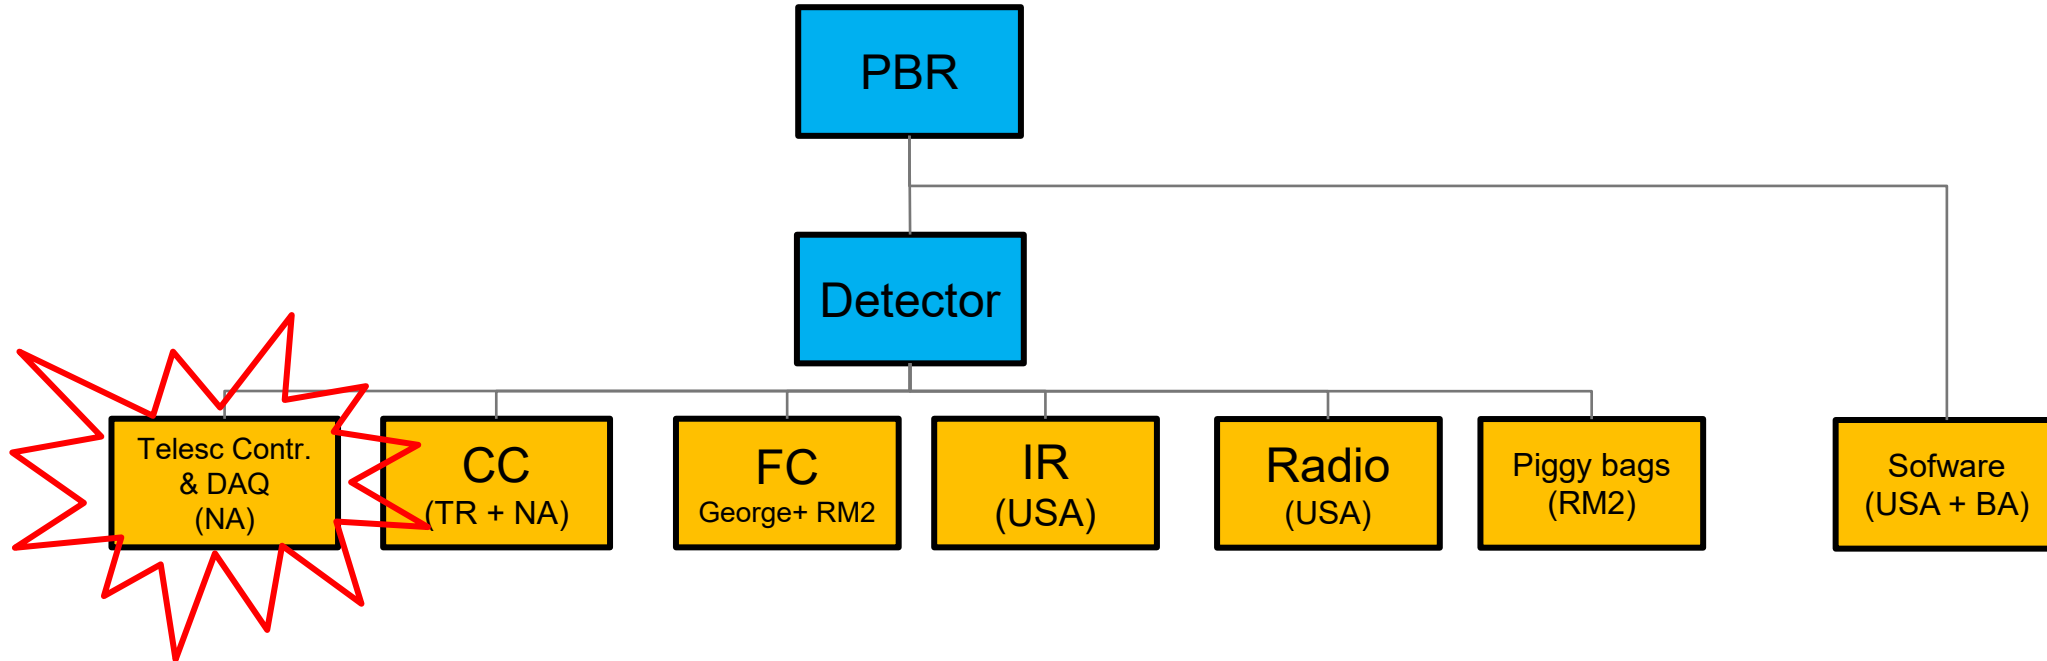 PBR
Detector
Telesc Contr.
& DAQ
(NA)
CC
(TR + NA)
FC
George+ RM2
IR
(USA)
Radio
(USA)
Piggy bags
(RM2)
Sofware
(USA + BA)